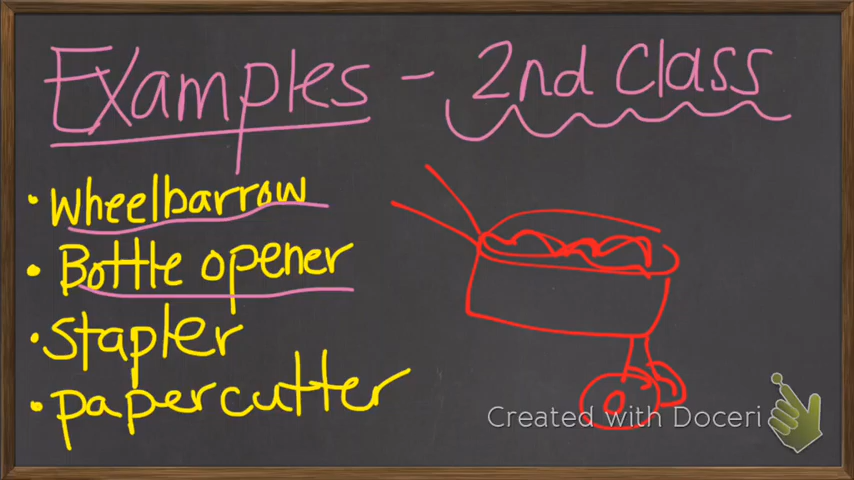 Examples - 2nd Class
• Wheelbarrow
• Bottle opener
• stapler
• papercutter
Created with Doceri